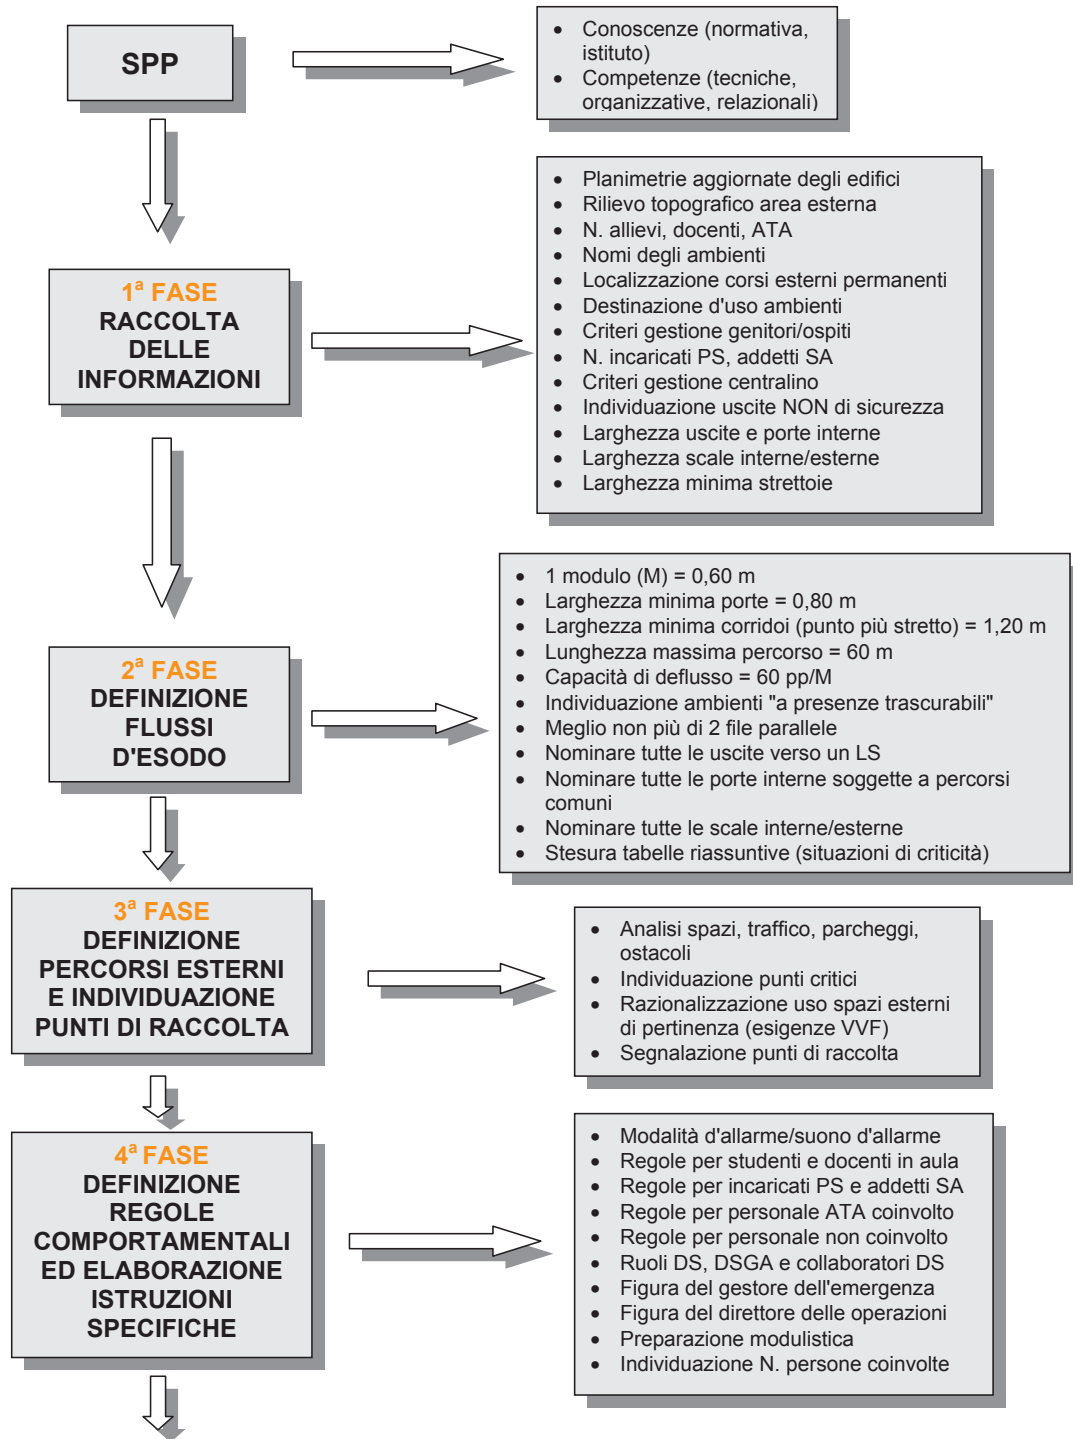 SPP
• Conoscenze (normativa,
istituto)
• Competenze (tecniche,
organizzative, relazionali)
1ª FASE
RACCOLTA
DELLE
INFORMAZIONI
• Planimetrie aggiornate degli edifici
• Rilievo topografico area esterna
• N. allievi, docenti, ATA
• Nomi degli ambienti
• Localizzazione corsi esterni permanenti
• Destinazione d'uso ambienti
• Criteri gestione genitori/ospiti
• N. incaricati PS, addetti SA
• Criteri gestione centralino
• Individuazione uscite NON di sicurezza
• Larghezza uscite e porte interne
• Larghezza scale interne/esterne
• Larghezza minima strettoie
2ª FASE
DEFINIZIONE
FLUSSI
D'ESODO
• 1 modulo (M) = 0,60 m
• Larghezza minima porte = 0,80 m
• Larghezza minima corridoi (punto più stretto) = 1,20 m
• Lunghezza massima percorso = 60 m
• Capacità di deflusso = 60 pp/M
• Individuazione ambienti "a presenze trascurabili"
• Meglio non più di 2 file parallele
• Nominare tutte le uscite verso un LS
• Nominare tutte le porte interne soggette a percorsi
comuni
• Nominare tutte le scale interne/esterne
• Stesura tabelle riassuntive (situazioni di criticità)
3ª FASE
DEFINIZIONE
PERCORSI ESTERNI
E INDIVIDUAZIONE
PUNTI DI RACCOLTA
• Analisi spazi, traffico, parcheggi,
ostacoli
• Individuazione punti critici
• Razionalizzazione uso spazi esterni
di pertinenza (esigenze VVF)
• Segnalazione punti di raccolta
4ª FASE
DEFINIZIONE
REGOLE
COMPORTAMENTALI
ED ELABORAZIONE
ISTRUZIONI
SPECIFICHE
• Modalità d'allarme/suono d'allarme
• Regole per studenti e docenti in aula
• Regole per incaricati PS e addetti SA
• Regole per personale ATA coinvolto
• Regole per personale non coinvolto
• Ruoli DS, DSGA e collaboratori DS
• Figura del gestore dell'emergenza
• Figura del direttore delle operazioni
• Preparazione modulistica
• Individuazione N. persone coinvolte